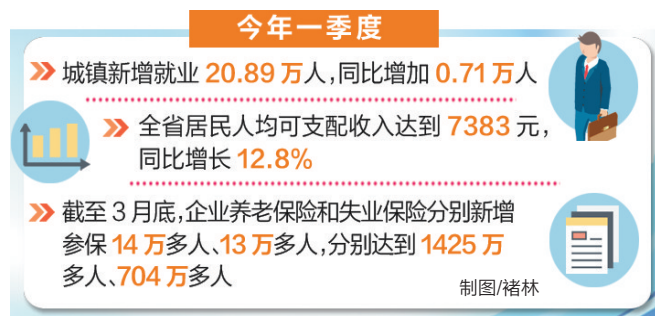 今年一季度
城镇新增就业 20.89 万人,同比增加 0.71 万人
全省居民人均可支配收入达到 7383 元,
同比增长 12.8%
截至 3 月底,企业养老保险和失业保险分别新增
参保 14 万多人、13 万多人,分别达到 1425 万
多人、704 万多人
制图/褚林